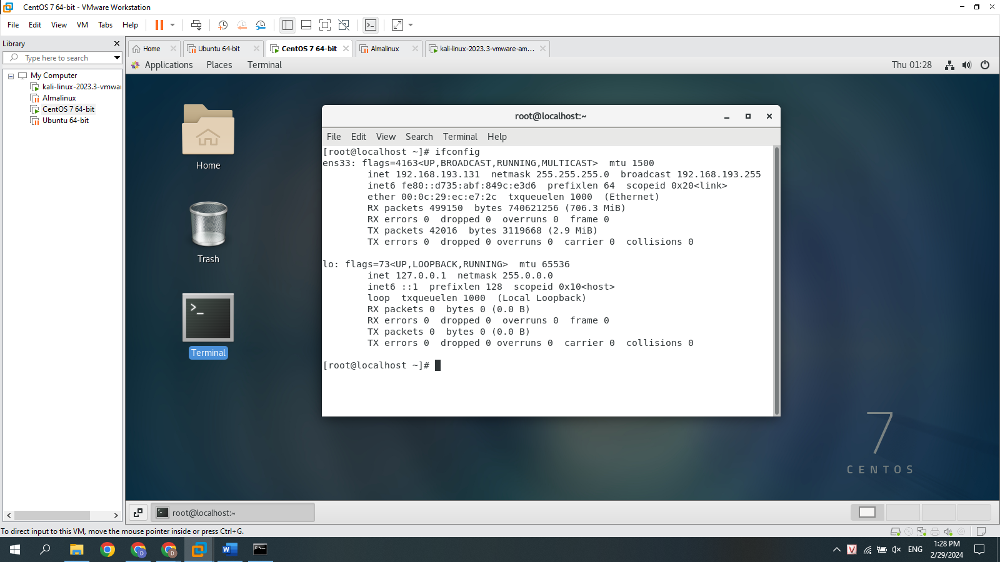 CentOS 7 64-bit - VMware Workstation
File Edit View VM Tabs Help
Library
Type here to search
My Computer
kali-linux-2023.3-vmwar
Almalinux
CentOS 7 64-bit
Ubuntu 64-bit
Home Ubuntu 64-bit CentOS 7 64-bit Almalinux kali-linux-2023.3-vmware-am...
Applications Places Terminal Thu 01:28
Home
Trash
>_
Terminal
root@localhost:~
File Edit View Search Terminal Help
[root@localhost ~]# ifconfig
ens33: flags=4163<UP,BROADCAST,RUNNING,MULTICAST>  mtu 1500
inet 192.168.193.131  netmask 255.255.255.0  broadcast 192.168.193.255
inet6 fe80::d735:abf:849c:e3d6  prefixlen 64  scopeid 0x20<link>
ether 00:0c:29:ec:e7:2c  txqueuelen 1000  (Ethernet)
RX packets 499150  bytes 740621256 (706.3 MiB)
RX errors 0  dropped 0  overruns 0  frame 0
TX packets 42016  bytes 3119668 (2.9 MiB)
TX errors 0  dropped 0 overruns 0  carrier 0  collisions 0
lo: flags=73<UP,LOOPBACK,RUNNING>  mtu 65536
inet 127.0.0.1  netmask 255.0.0.0
inet6 ::1  prefixlen 128  scopeid 0x10<host>
loop  txqueuelen 1000  (Local Loopback)
RX packets 0  bytes 0 (0.0 B)
RX errors 0  dropped 0  overruns 0  frame 0
TX packets 0  bytes 0 (0.0 B)
TX errors 0  dropped 0 overruns 0  carrier 0  collisions 0
[root@localhost ~]#
7
CENTOS
root@localhost:~
To direct input to this VM, move the mouse pointer inside or press Ctrl+G.
ENG
1:28 PM
2/29/2024